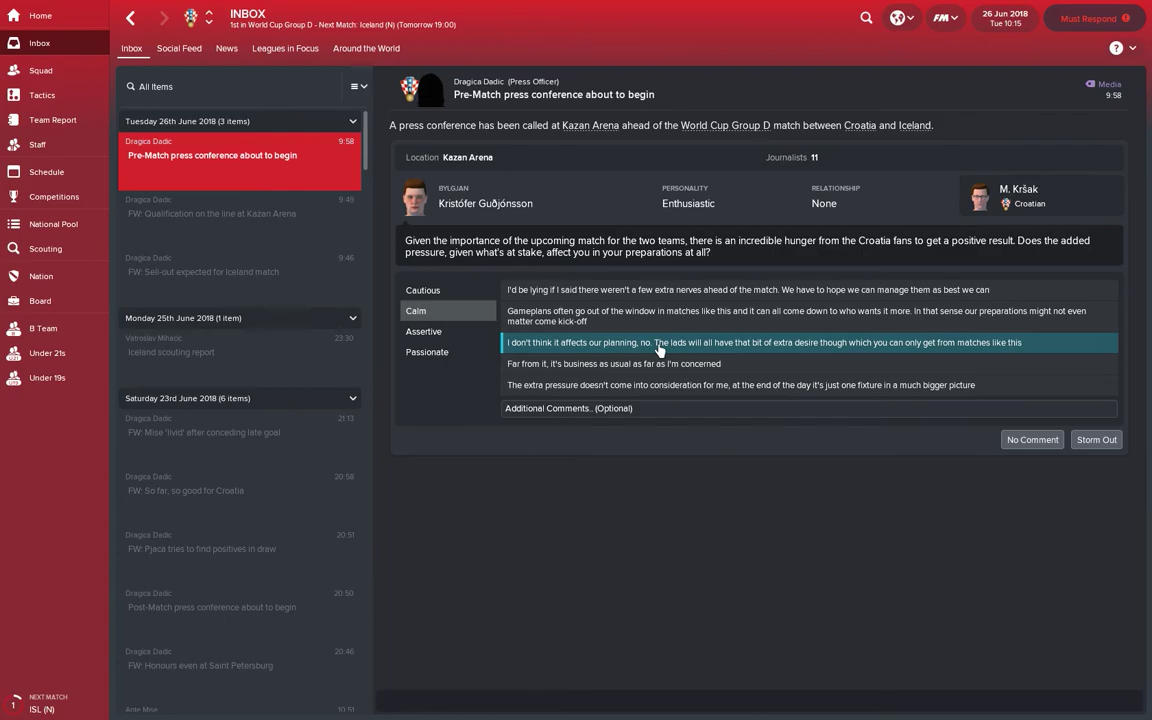 Home
Inbox
Squad
Tactics
Team Report
Staff
Schedule
Competitions
National Pool
Scouting
Nation
Board
B Team
Under 21s
Under 19s
1
NEXT MATCH
ISL (N)
INBOX
1st in World Cup Group D - Next Match: Iceland (N) (Tomorrow 19:00)
FM
26 Jun 2018
Tue 10:15
Must Respond
Inbox
Social Feed
News
Leagues in Focus
Around the World
?
All Items
Tuesday 26th June 2018 (3 items)
Dragica Dadic 9:58
Pre-Match press conference about to begin
Dragica Dadic 9:49
FW: Qualification on the line at Kazan Arena
Dragica Dadic 9:46
FW: Sell-out expected for Iceland match
Monday 25th June 2018 (1 item)
Vatroslav Mihacic 23:30
Iceland scouting report
Saturday 23rd June 2018 (6 items)
Dragica Dadic 21:13
FW: Mise 'livid' after conceding late goal
Dragica Dadic 20:58
FW: So far, so good for Croatia
Dragica Dadic 20:51
FW: Pjaca tries to find positives in draw
Dragica Dadic 20:50
Post-Match press conference about to begin
Dragica Dadic 20:46
FW: Honours even at Saint Petersburg
Ante Mise 10:51
Dragica Dadic (Press Officer)
Pre-Match press conference about to begin
Media
9:58
A press conference has been called at Kazan Arena ahead of the World Cup Group D match between Croatia and Iceland.
Location Kazan Arena
Journalists 11
BYLGJAN
Kristófer Guðjónsson
PERSONALITY
Enthusiastic
RELATIONSHIP
None
M. Kršak
Croatian
Given the importance of the upcoming match for the two teams, there is an incredible hunger from the Croatia fans to get a positive result. Does the added
pressure, given what's at stake, affect you in your preparations at all?
Cautious
Calm
Assertive
Passionate
I'd be lying if I said there weren't a few extra nerves ahead of the match. We have to hope we can manage them as best we can
Gameplans often go out of the window in matches like this and it can all come down to who wants it more. In that sense our preparations might not even
matter come kick-off
I don't think it affects our planning, no. The lads will all have that bit of extra desire though which you can only get from matches like this
Far from it, it's business as usual as far as I'm concerned
The extra pressure doesn't come into consideration for me, at the end of the day it's just one fixture in a much bigger picture
Additional Comments.. (Optional)
No Comment
Storm Out